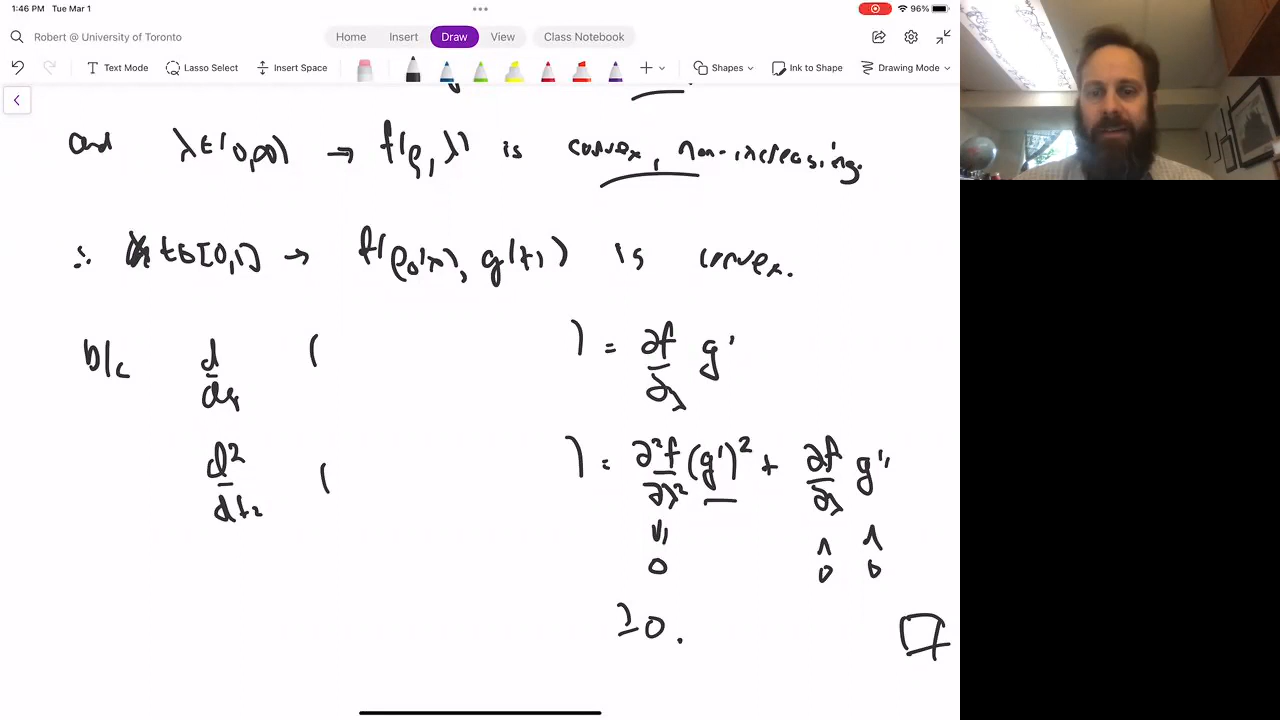 1:46 PM Tue Mar 1
96%
Robert @ University of Toronto
Home Insert Draw View Class Notebook
Text Mode Lasso Select Insert Space Shapes Ink to Shape Drawing Mode
and λ∈(0,∞) → f(ρ, λ) is convex, non-increasing.
∴ t∈[0,1] → f(ρ₀(x), g(t)) is convex.
b/c d/dt ( ) = ∂f/∂λ g'
d²/dt² ( ) = ∂²f/∂λ² (g')² + ∂f/∂λ g''
∨ı ∧ ∧
0 0 0
≥0.